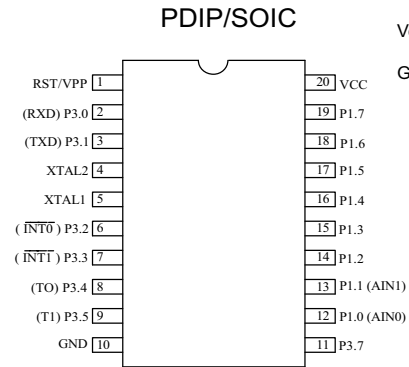 PDIP/SOIC
RST/VPP 1
(RXD) P3.0 2
(TXD) P3.1 3
XTAL2 4
XTAL1 5
(INT0) P3.2 6
(INT1) P3.3 7
(TO) P3.4 8
(T1) P3.5 9
GND 10
20 VCC
19 P1.7
18 P1.6
17 P1.5
16 P1.4
15 P1.3
14 P1.2
13 P1.1 (AIN1)
12 P1.0 (AIN0)
11 P3.7